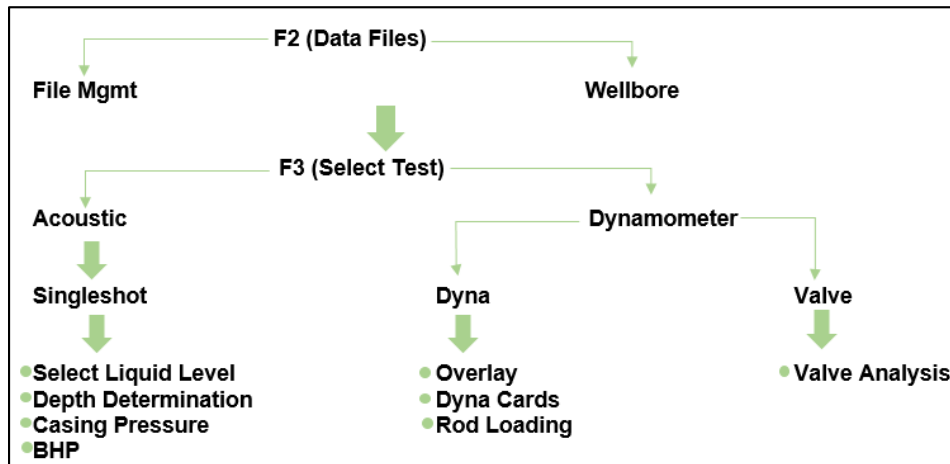 F2 (Data Files)
File Mgmt
Wellbore
F3 (Select Test)
Acoustic
Dynamometer
Singleshot
Dyna
Valve
Select Liquid Level
Depth Determination
Casing Pressure
BHP
Overlay
Dyna Cards
Rod Loading
Valve Analysis